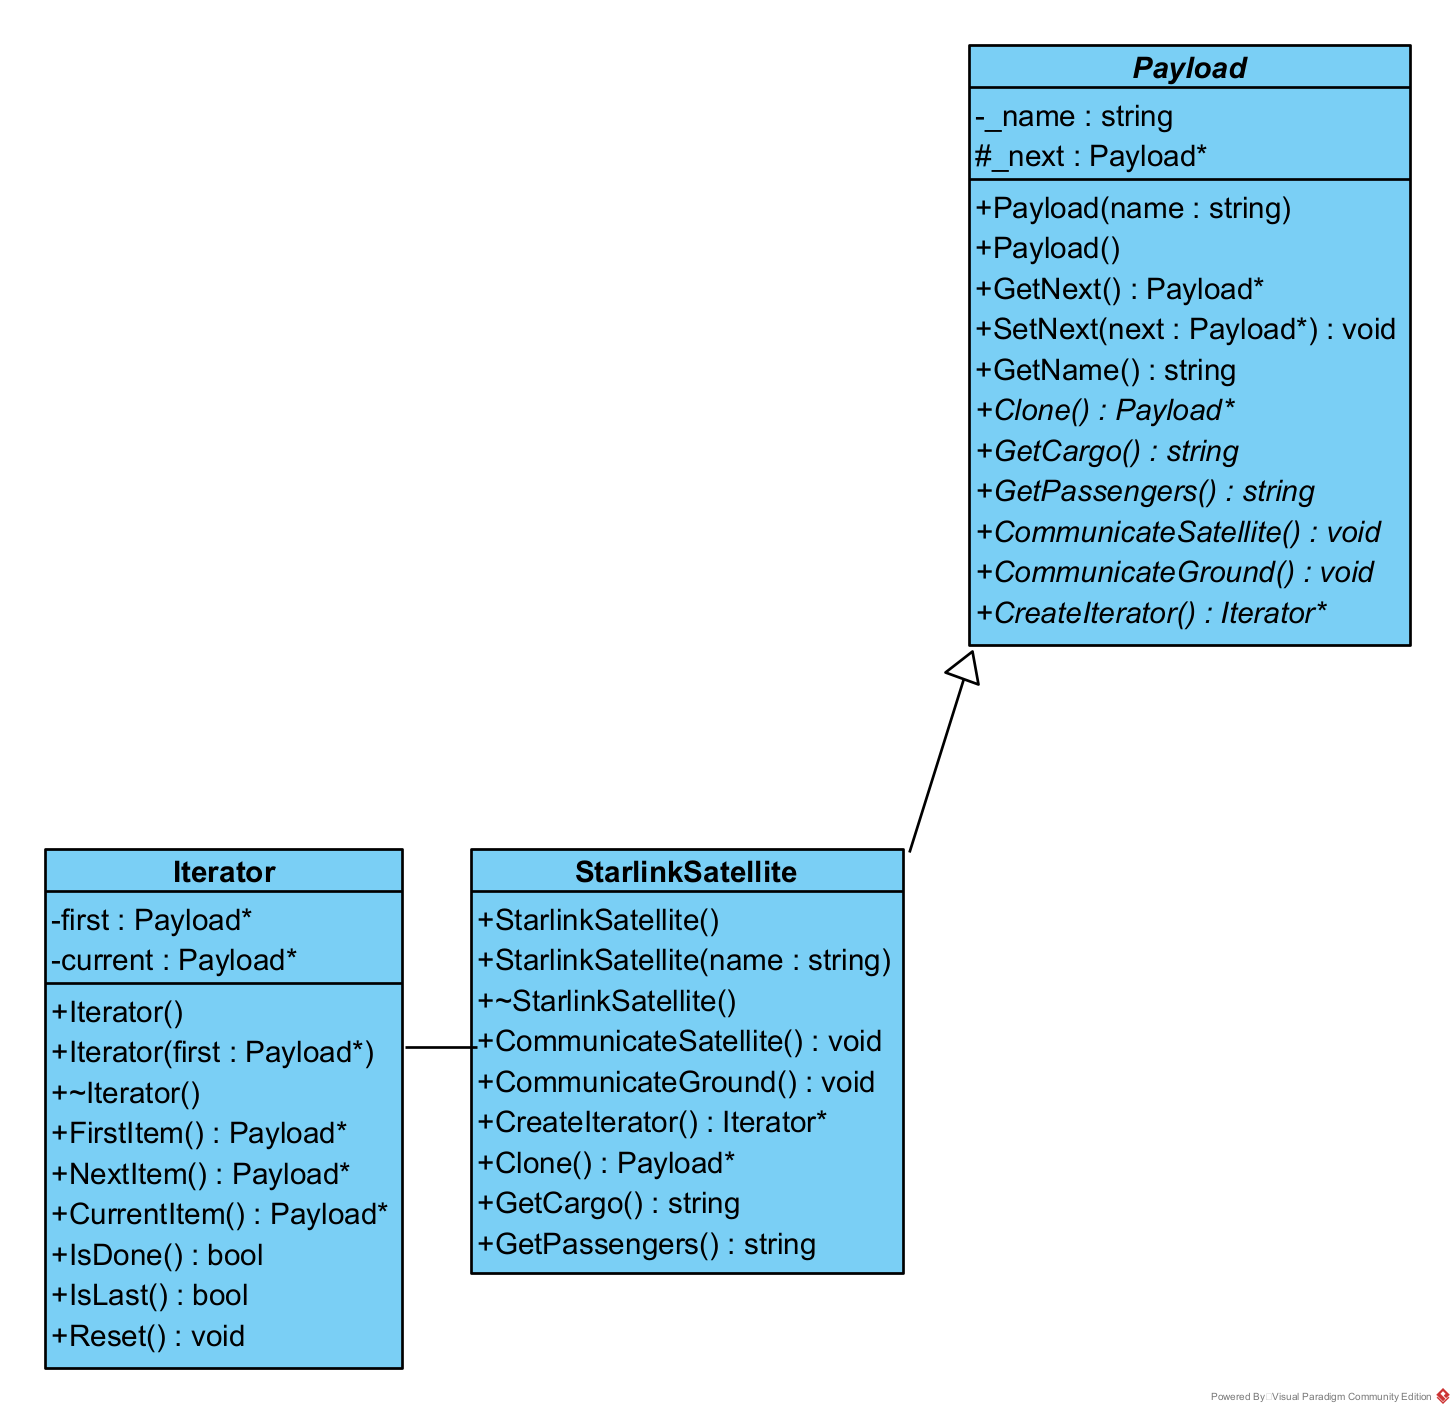 Payload
-_name : string
#_next : Payload*
+Payload(name : string)
+Payload()
+GetNext() : Payload*
+SetNext(next : Payload*) : void
+GetName() : string
+Clone() : Payload*
+GetCargo() : string
+GetPassengers() : string
+CommunicateSatellite() : void
+CommunicateGround() : void
+CreateIterator() : Iterator*
Iterator
-first : Payload*
-current : Payload*
+Iterator()
+Iterator(first : Payload*)
+~Iterator()
+FirstItem() : Payload*
+NextItem() : Payload*
+CurrentItem() : Payload*
+IsDone() : bool
+IsLast() : bool
+Reset() : void
StarlinkSatellite
+StarlinkSatellite()
+StarlinkSatellite(name : string)
+~StarlinkSatellite()
+CommunicateSatellite() : void
+CommunicateGround() : void
+CreateIterator() : Iterator*
+Clone() : Payload*
+GetCargo() : string
+GetPassengers() : string
Powered By Visual Paradigm Community Edition